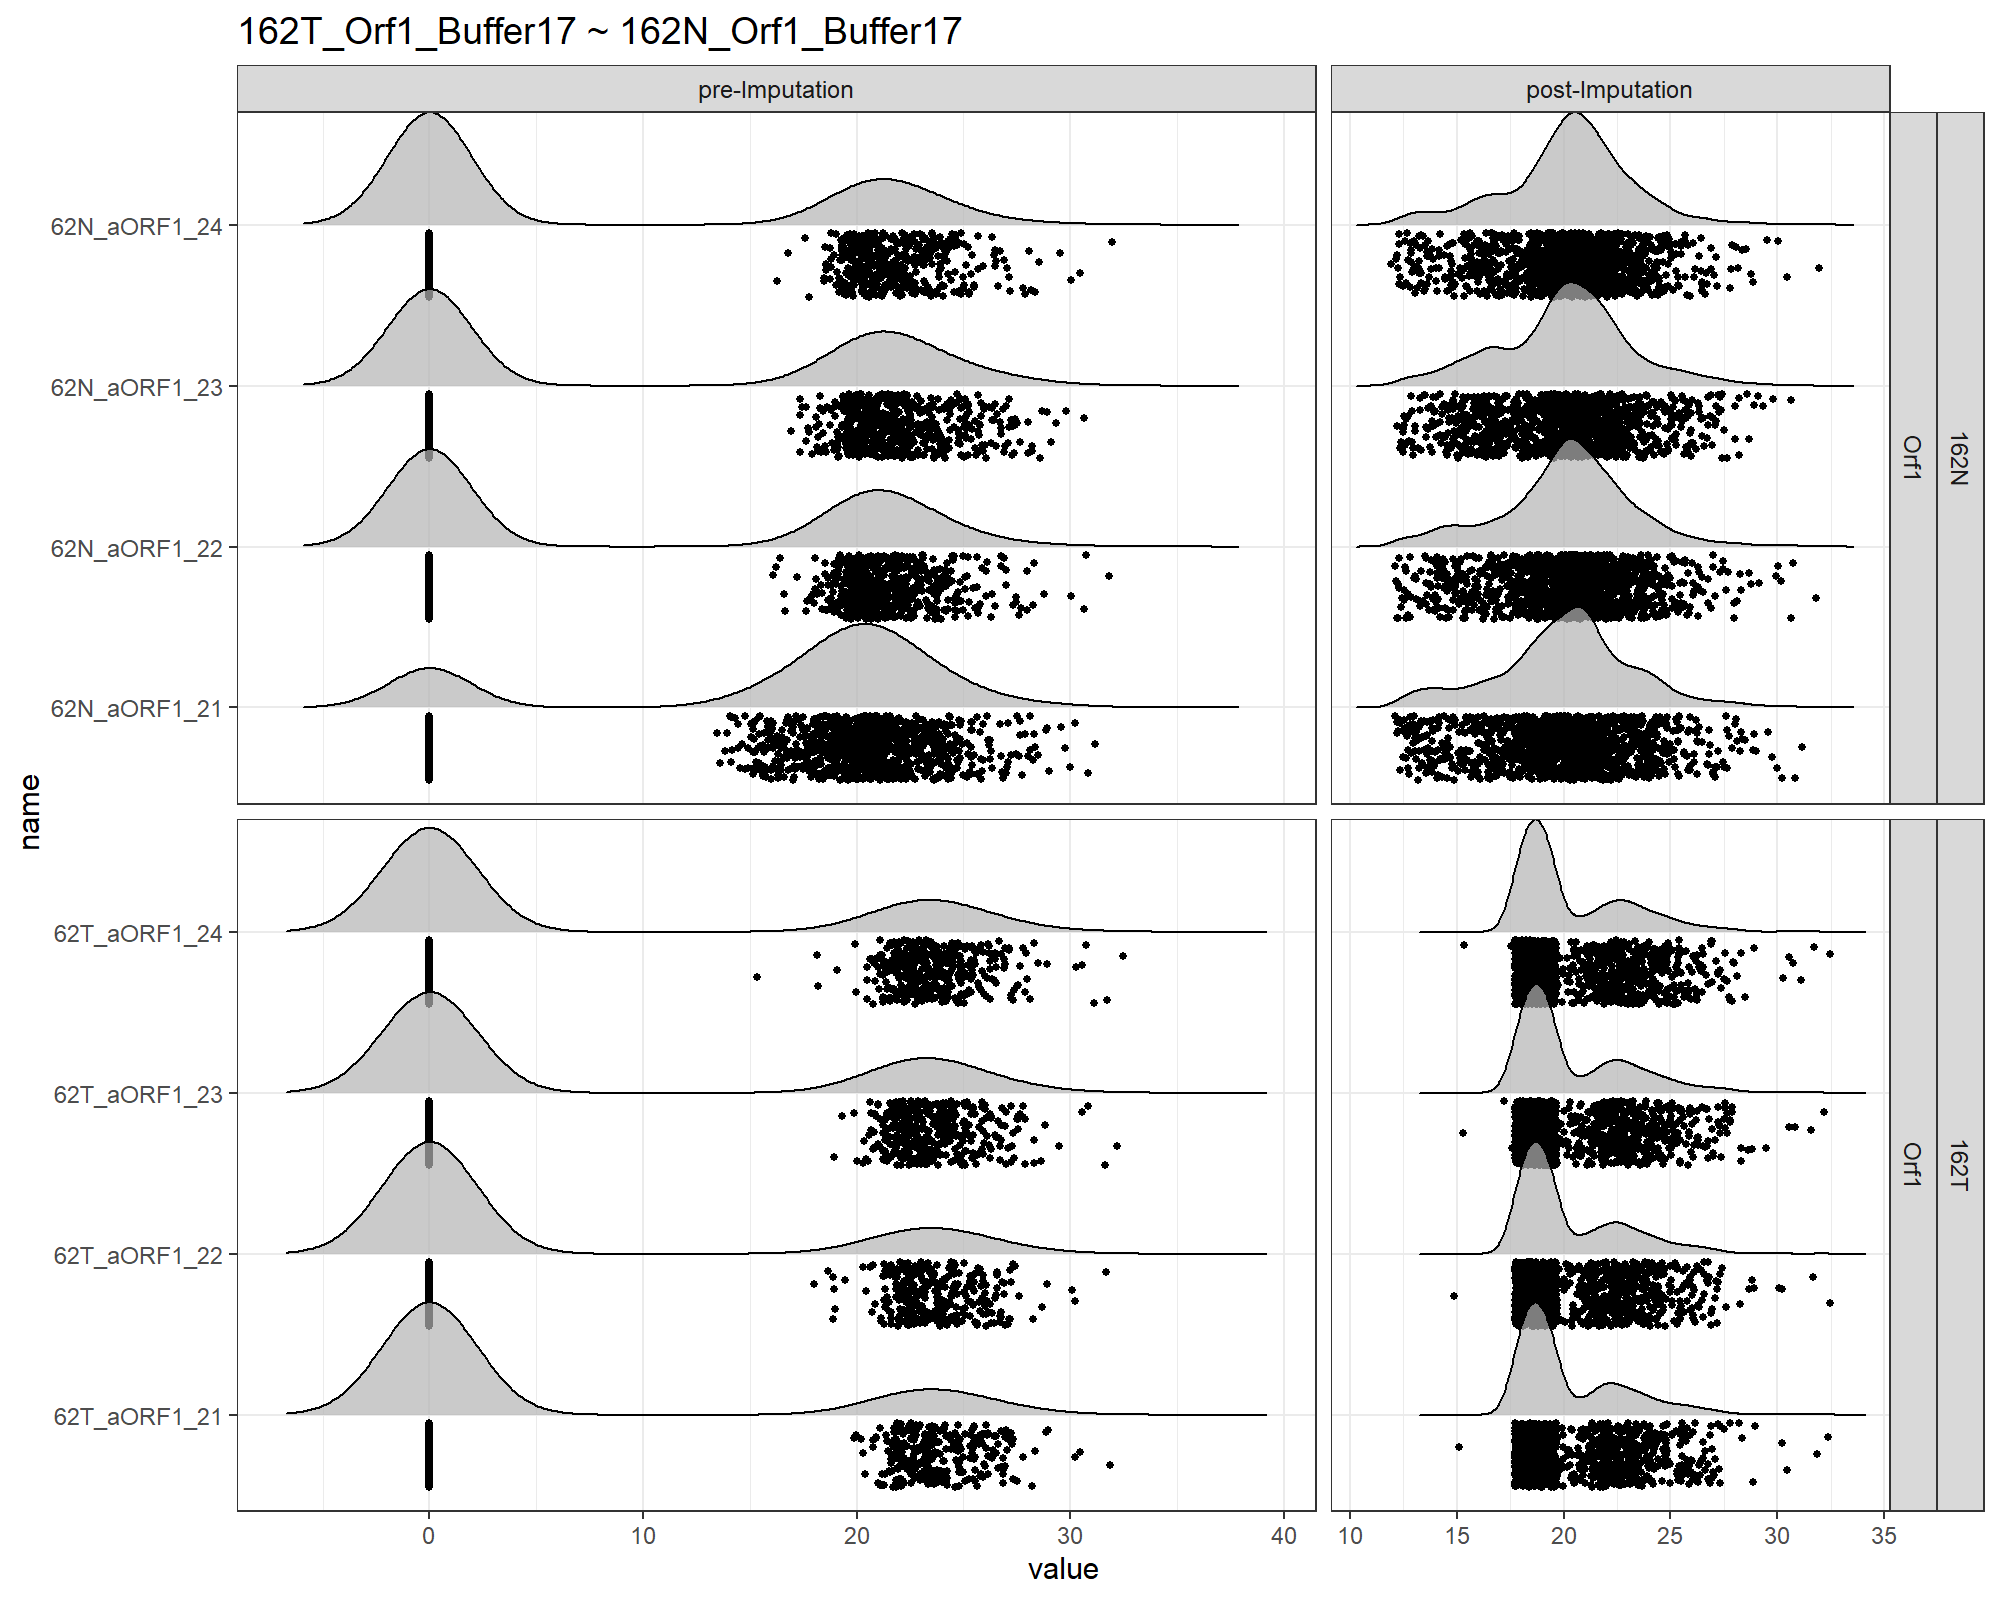 162T_Orf1_Buffer17 ~ 162N_Orf1_Buffer17
pre-Imputation
post-Imputation
62N_aORF1_24
62N_aORF1_23
62N_aORF1_22
62N_aORF1_21
Orf1
162N
name
62T_aORF1_24
62T_aORF1_23
62T_aORF1_22
62T_aORF1_21
Orf1
162T
0 10 20 30 40
10 15 20 25 30 35
value